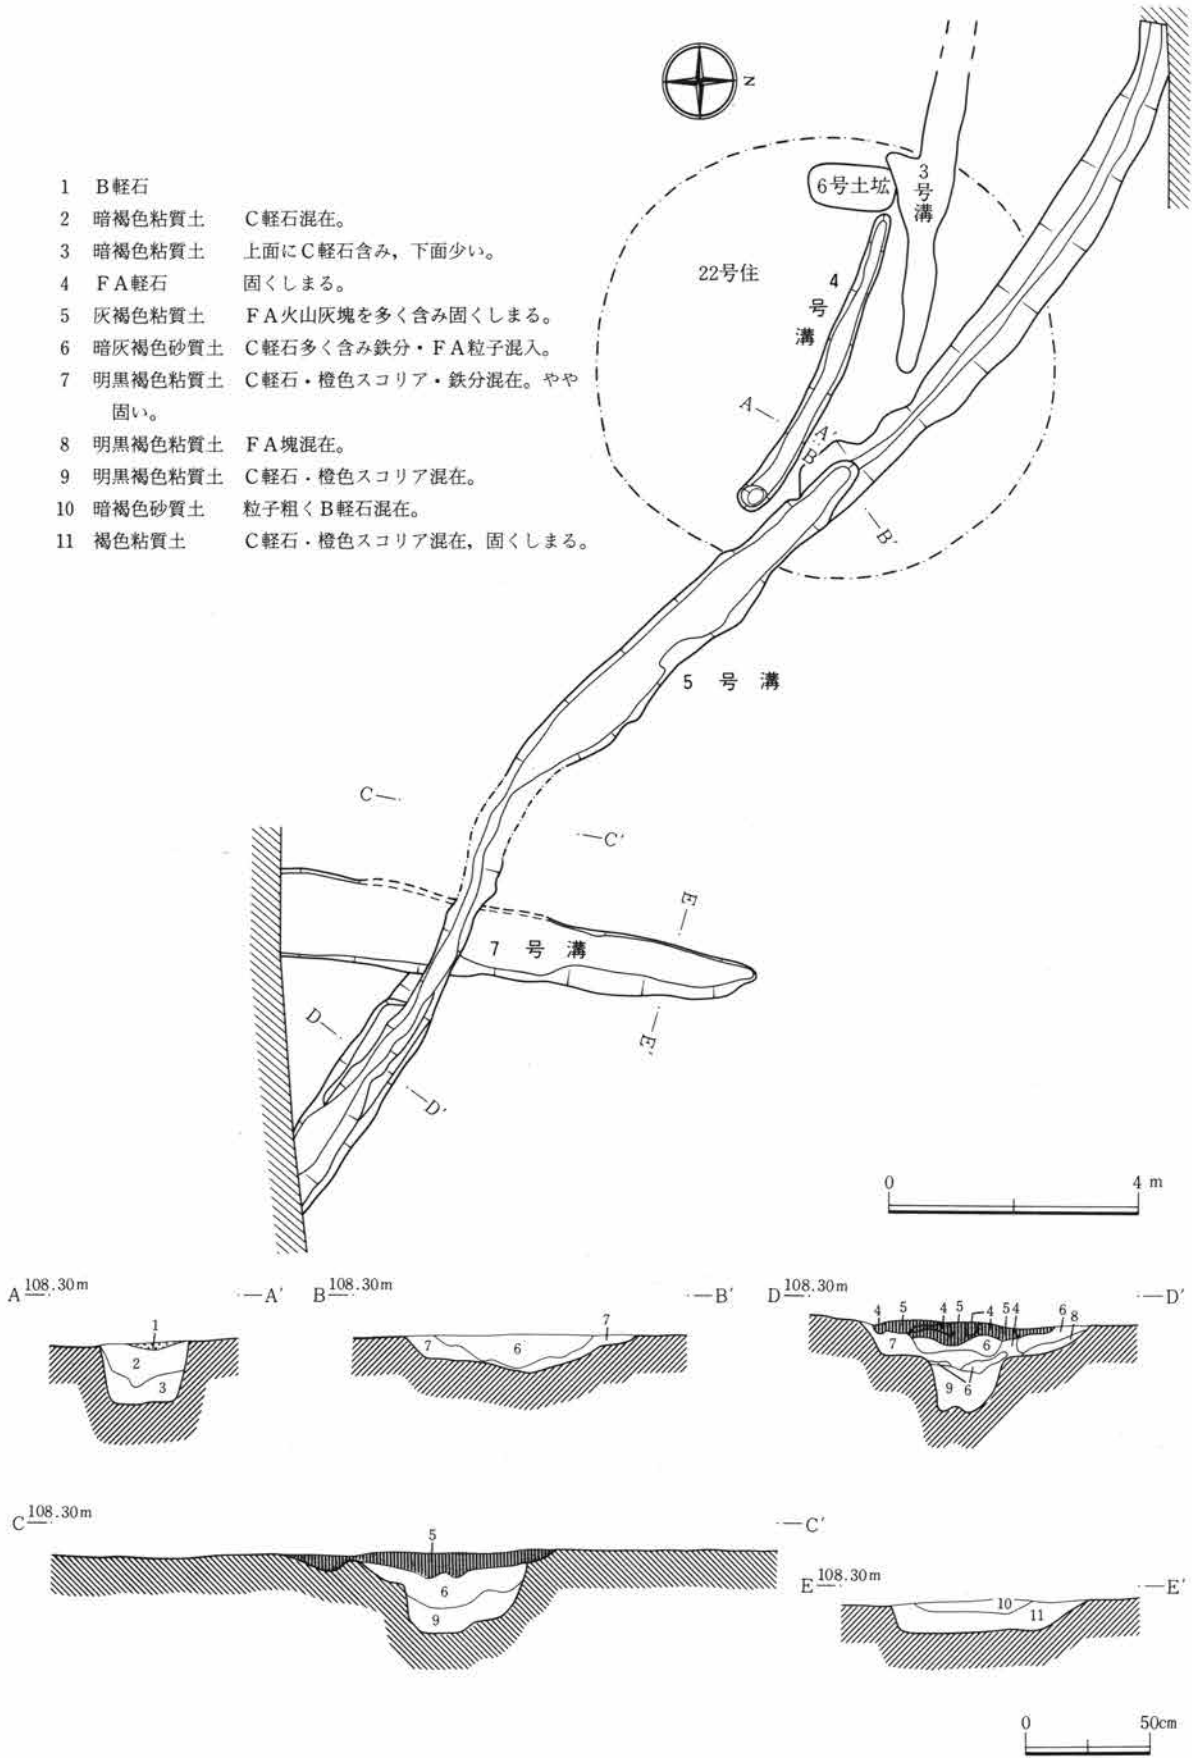 N
1 B軽石
2 暗褐色粘質土 C軽石混在。
3 暗褐色粘質土 上面にC軽石含み，下面少い。
4 FA軽石 固くしまる。
5 灰褐色粘質土 FA火山灰塊を多く含み固くしまる。
6 暗灰褐色砂質土 C軽石多く含み鉄分・FA粒子混入。
7 明黒褐色粘質土 C軽石・橙色スコリア・鉄分混在。やや
固い。
8 明黒褐色粘質土 FA塊混在。
9 明黒褐色粘質土 C軽石・橙色スコリア混在。
10 暗褐色砂質土 粒子粗くB軽石混在。
11 褐色粘質土 C軽石・橙色スコリア混在，固くしまる。
6号土拡
3号溝
22号住
4号溝
A
A'
B
B'
5号溝
C
C'
E
7号溝
D
E'
D'
0 4 m
A 108.30m A'
1
2
3
B 108.30m B'
7
7 6
D 108.30m D'
4 5 4 5 4 5 4 6 8
7 6
9 6
C 108.30m C'
5
6
9
E 108.30m E'
10
11
0 50cm